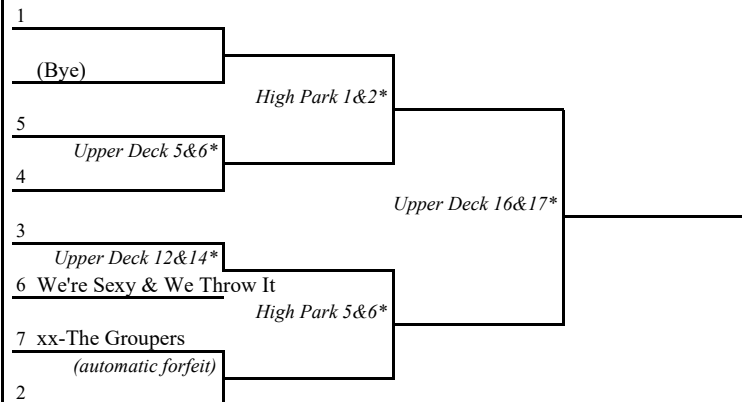 1
(Bye)
High Park 1&2*
5
Upper Deck 5&6*
4
Upper Deck 16&17*
3
Upper Deck 12&14*
6 We're Sexy & We Throw It
High Park 5&6*
7 xx-The Groupers
(automatic forfeit)
2